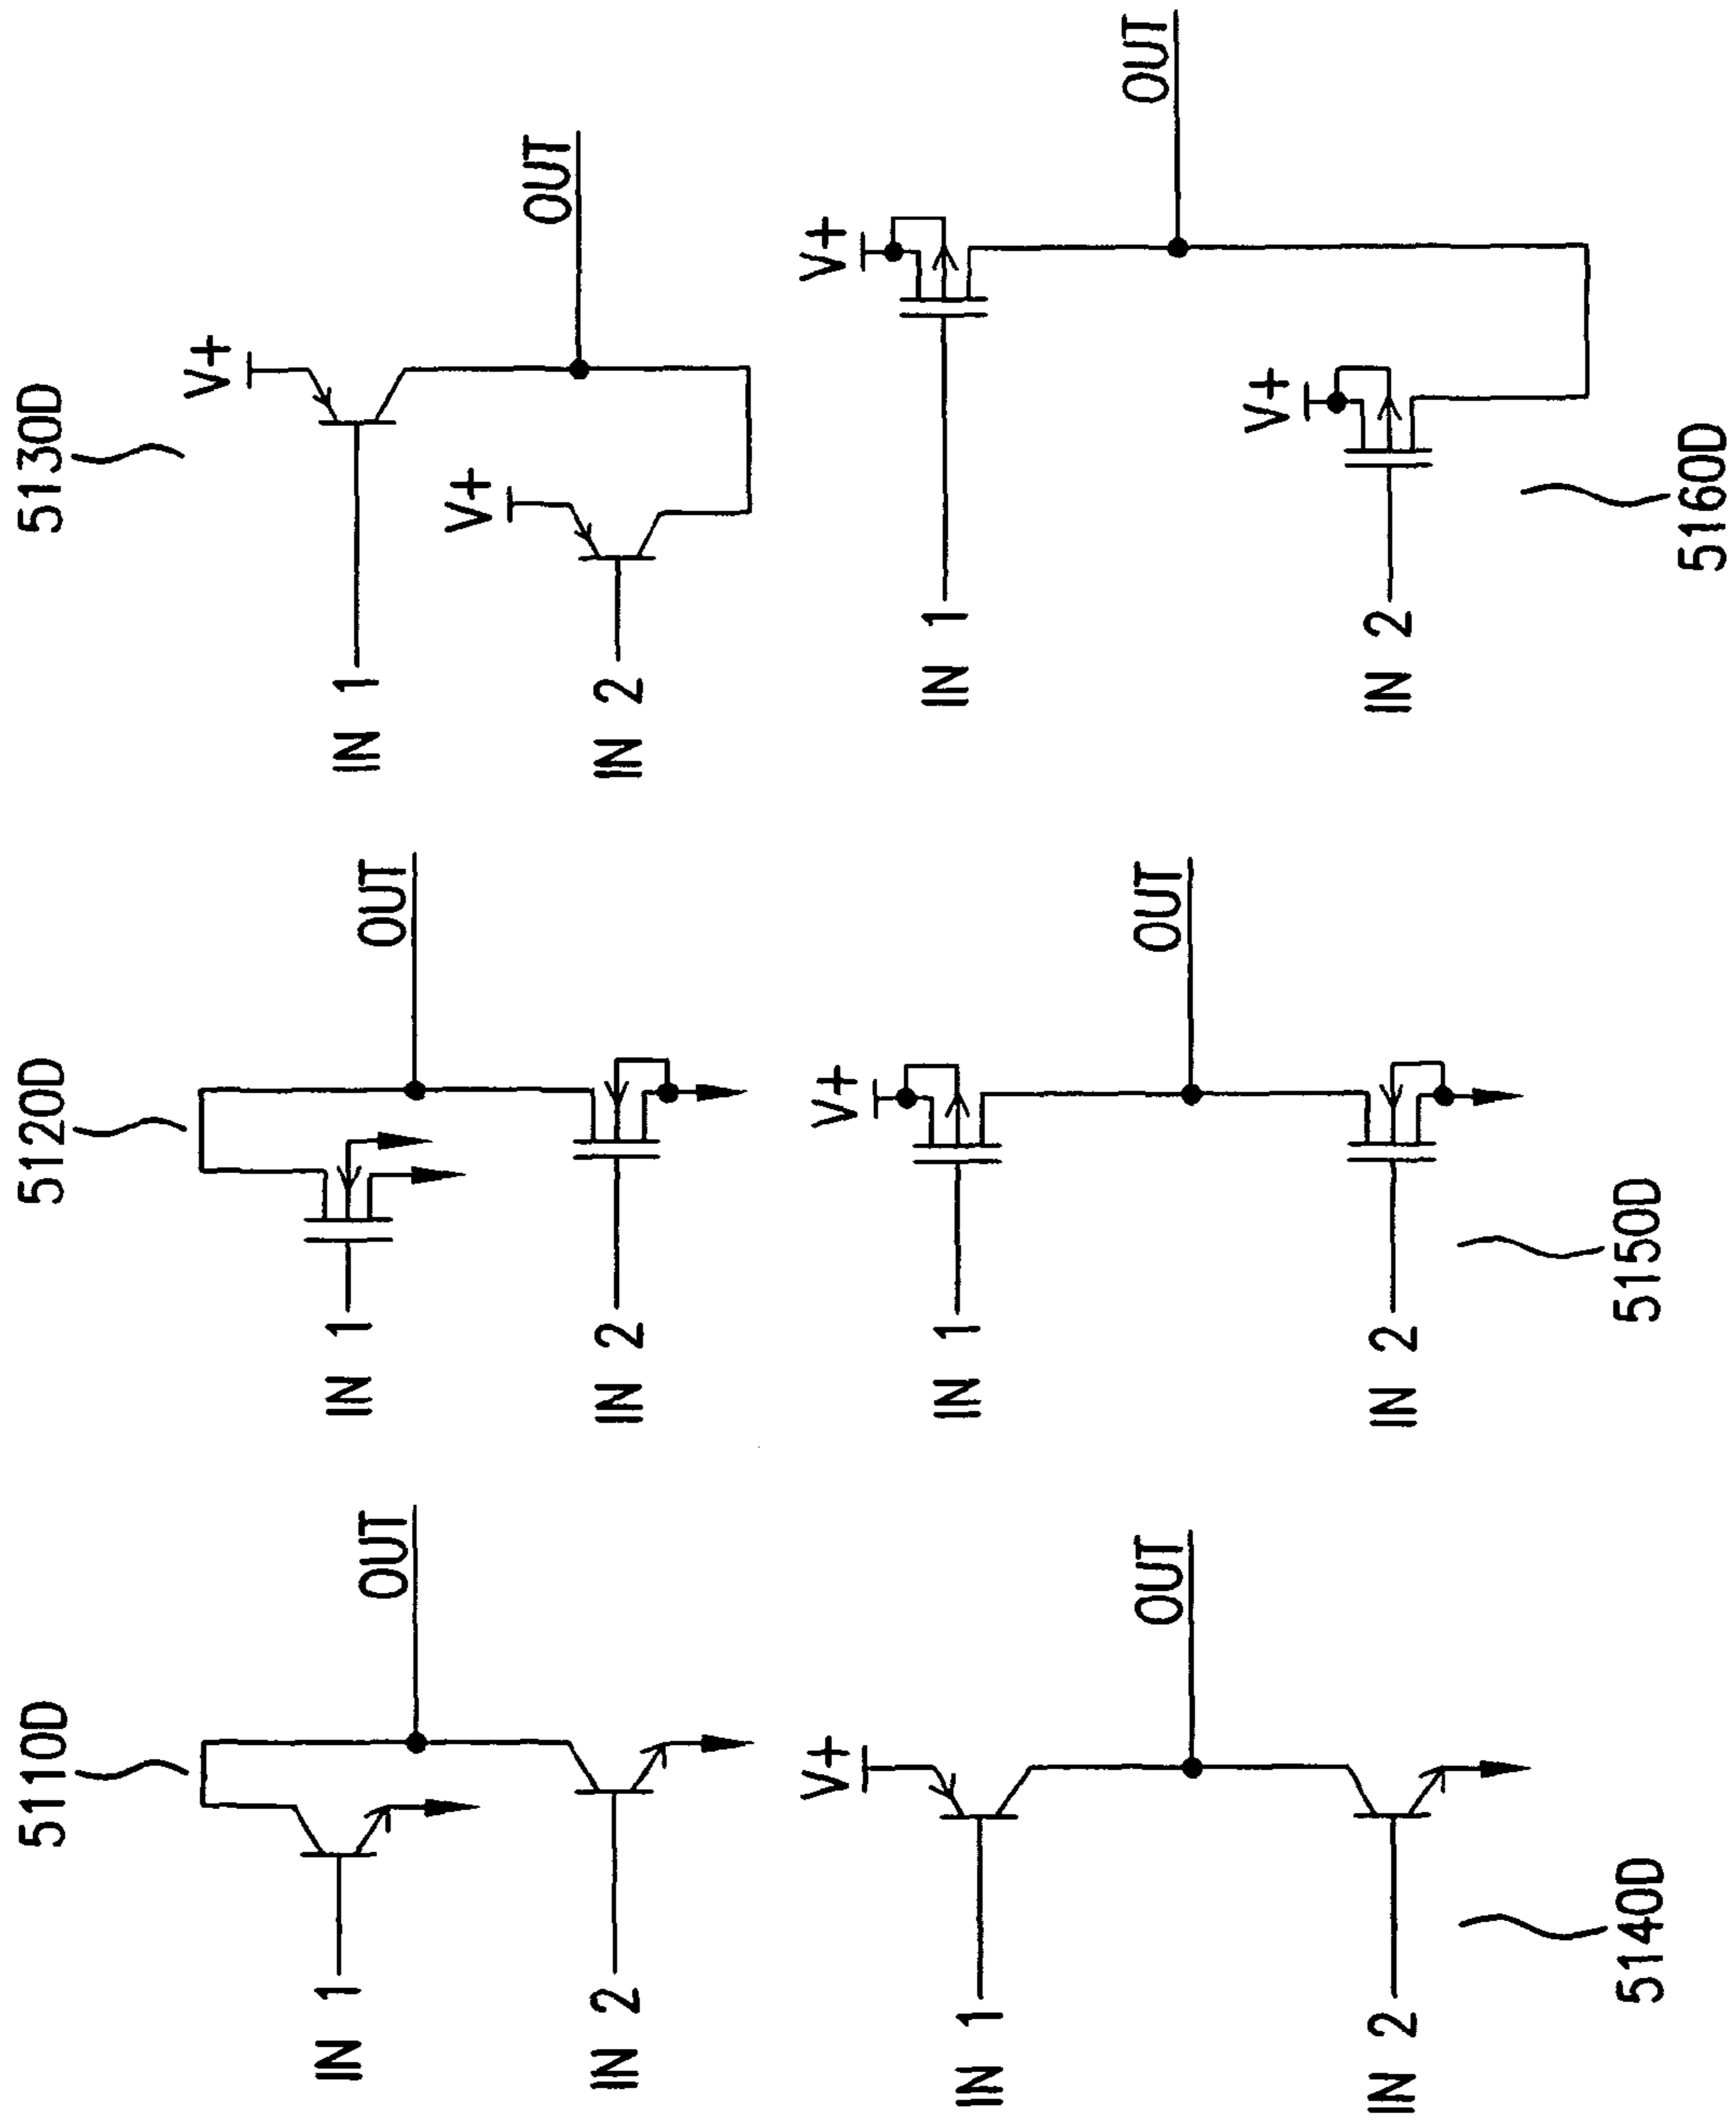 5110D
IN 1
IN 2
OUT
5120D
IN 1
IN 2
OUT
5130D
V+
IN 1
V+
IN 2
OUT
V+
IN 1
IN 2
OUT
5140D
V+
IN 1
IN 2
OUT
5150D
V+
IN 1
V+
IN 2
OUT
5160D